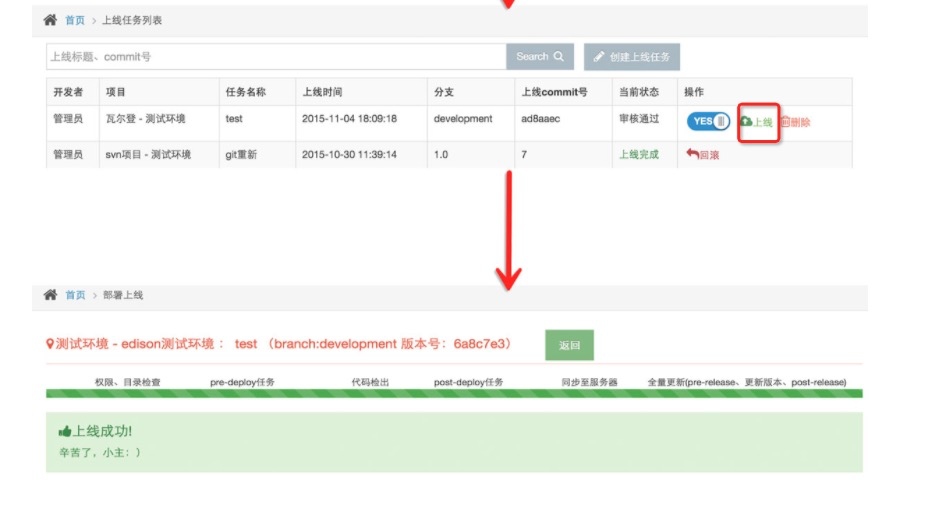 首页 > 上线任务列表
上线标题、commit号 Search 创建上线任务
开发者 项目 任务名称 上线时间 分支 上线commit号 当前状态 操作
管理员 瓦尔登 - 测试环境 test 2015-11-04 18:09:18 development ad8aaec 审核通过 YES 上线 删除
管理员 svn项目 - 测试环境 git重新 2015-10-30 11:39:14 1.0 7 上线完成 回滚
首页 > 部署上线
测试环境 - edison测试环境 ： test （branch:development 版本号：6a8c7e3） 返回
权限、目录检查 pre-deploy任务 代码检出 post-deploy任务 同步至服务器 全量更新(pre-release、更新版本、post-release)
上线成功!
辛苦了，小主：）